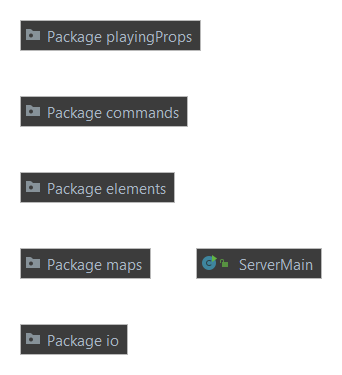 Package playingProps
Package commands
Package elements
Package maps
ServerMain
Package io